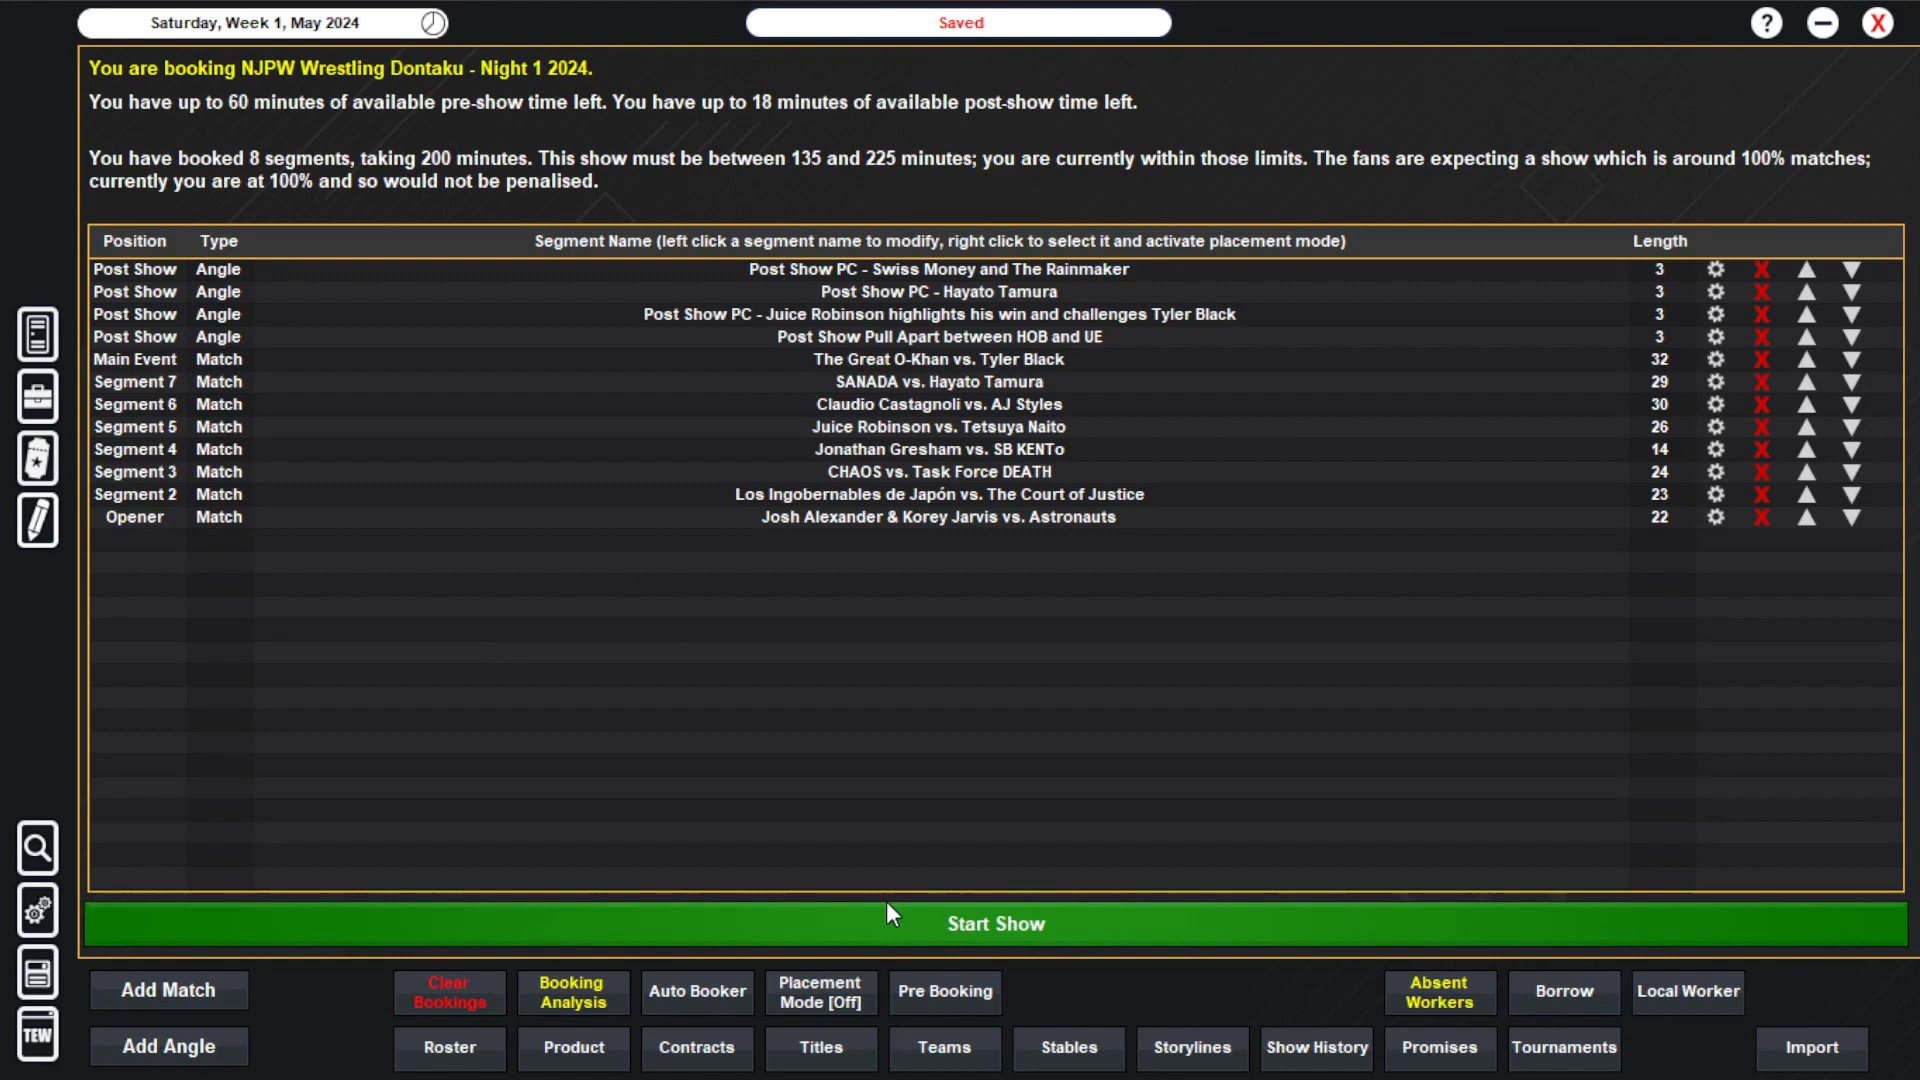 Saturday, Week 1, May 2024
Saved
?
X
You are booking NJPW Wrestling Dontaku - Night 1 2024.
You have up to 60 minutes of available pre-show time left. You have up to 18 minutes of available post-show time left.
You have booked 8 segments, taking 200 minutes. This show must be between 135 and 225 minutes; you are currently within those limits. The fans are expecting a show which is around 100% matches;
currently you are at 100% and so would not be penalised.
Position Type Segment Name (left click a segment name to modify, right click to select it and activate placement mode) Length
Post Show Angle Post Show PC - Swiss Money and The Rainmaker 3 X
Post Show Angle Post Show PC - Hayato Tamura 3 X
Post Show Angle Post Show PC - Juice Robinson highlights his win and challenges Tyler Black 3 X
Post Show Angle Post Show Pull Apart between HOB and UE 3 X
Main Event Match The Great O-Khan vs. Tyler Black 32 X
Segment 7 Match SANADA vs. Hayato Tamura 29 X
Segment 6 Match Claudio Castagnoli vs. AJ Styles 30 X
Segment 5 Match Juice Robinson vs. Tetsuya Naito 26 X
Segment 4 Match Jonathan Gresham vs. SB KENTo 14 X
Segment 3 Match CHAOS vs. Task Force DEATH 24 X
Segment 2 Match Los Ingobernables de Japón vs. The Court of Justice 23 X
Opener Match Josh Alexander & Korey Jarvis vs. Astronauts 22 X
Start Show
Add Match
Clear
Bookings
Booking
Analysis
Auto Booker
Placement
Mode [Off]
Pre Booking
Absent
Workers
Borrow
Local Worker
TEW
Add Angle
Roster
Product
Contracts
Titles
Teams
Stables
Storylines
Show History
Promises
Tournaments
Import